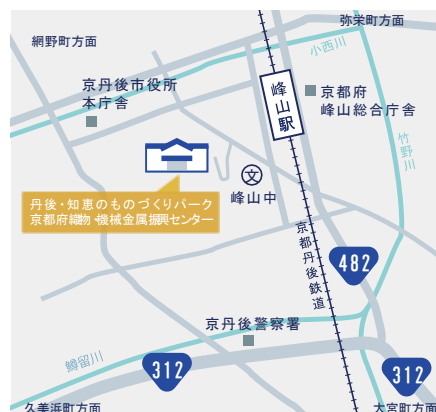 弥栄町方面
網野町方面
小西川
京丹後市役所
本庁舎
峰山駅
京都府
峰山総合庁舎
竹野川
文
峰山中
丹後・知恵のものづくりパーク
京都府織物・機械金属振興センター
京都丹後鉄道
482
京丹後警察署
鱒留川
312
312
久美浜町方面
大宮町方面